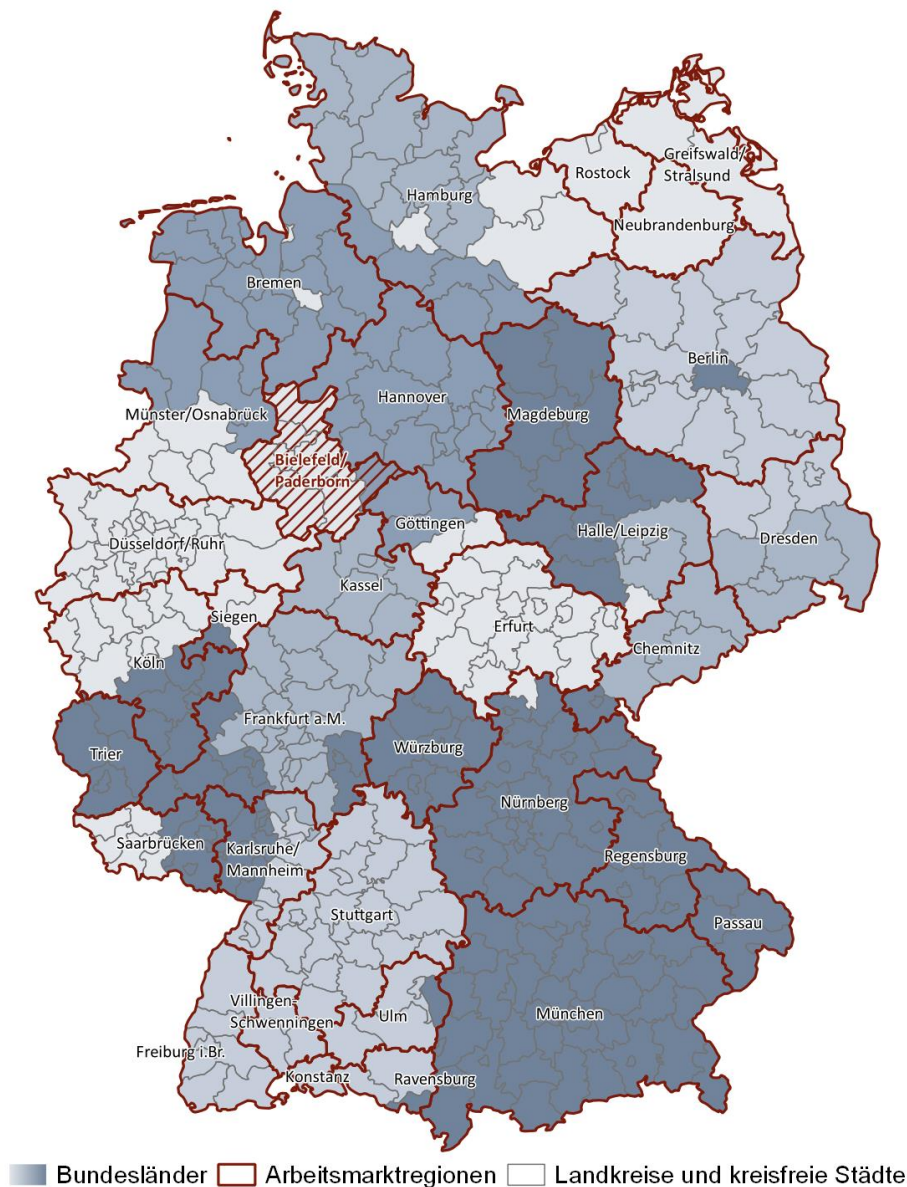 Greifswald/
Stralsund
Rostock
Hamburg
Neubrandenburg
Bremen
Berlin
Hannover
Münster/Osnabrück
Magdeburg
Bielefeld/
Paderborn
Göttingen
Halle/Leipzig
Düsseldorf/Ruhr
Dresden
Kassel
Siegen
Erfurt
Chemnitz
Köln
Frankfurt a.M.
Trier
Würzburg
Nürnberg
Saarbrücken
Karlsruhe/
Mannheim
Regensburg
Stuttgart
Passau
Villingen-
Schwenningen
Ulm
München
Freiburg i.Br.
Konstanz
Ravensburg
Bundesländer Arbeitsmarktregionen Landkreise und kreisfreie Städte